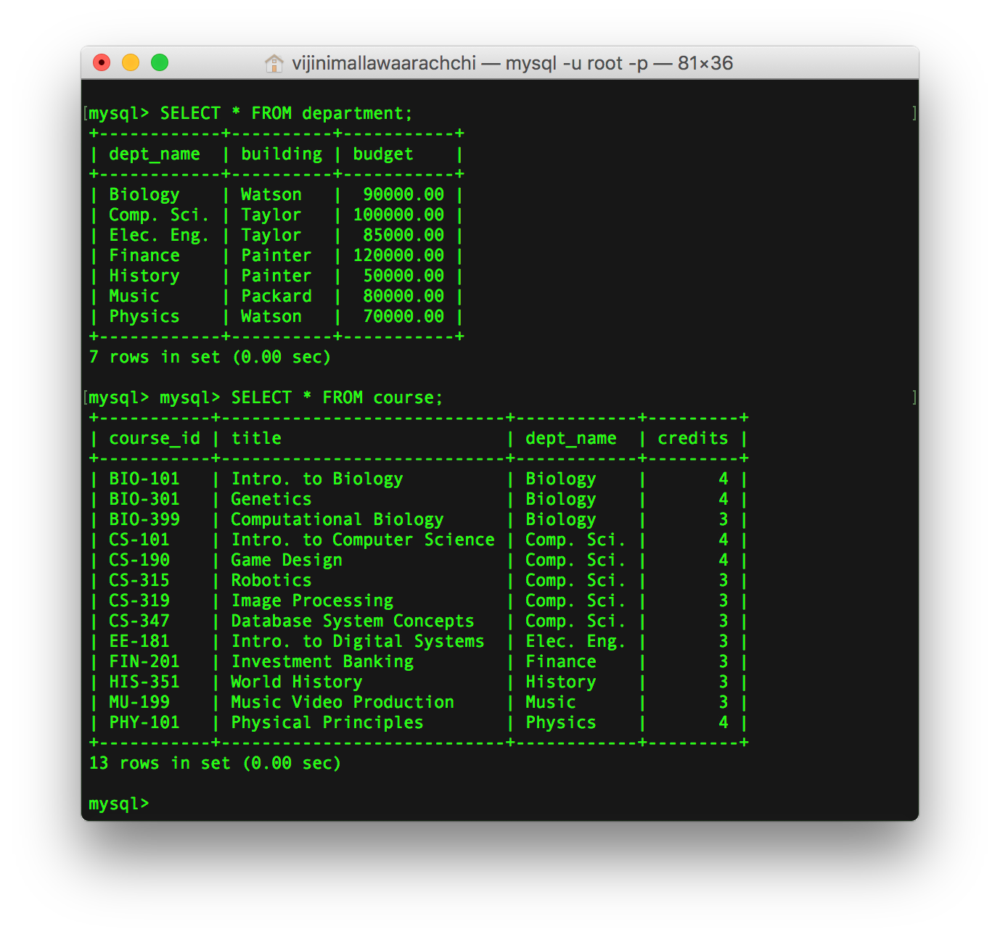 vijinimallawaarachchi — mysql -u root -p — 81×36
[mysql> SELECT * FROM department; ]
+------------+----------+-----------+
| dept_name  | building | budget    |
+------------+----------+-----------+
| Biology    | Watson   |  90000.00 |
| Comp. Sci. | Taylor   | 100000.00 |
| Elec. Eng. | Taylor   |  85000.00 |
| Finance    | Painter  | 120000.00 |
| History    | Painter  |  50000.00 |
| Music      | Packard  |  80000.00 |
| Physics    | Watson   |  70000.00 |
+------------+----------+-----------+
7 rows in set (0.00 sec)
[mysql> mysql> SELECT * FROM course; ]
+-----------+----------------------------+------------+---------+
| course_id | title                      | dept_name  | credits |
+-----------+----------------------------+------------+---------+
| BIO-101   | Intro. to Biology          | Biology    |       4 |
| BIO-301   | Genetics                   | Biology    |       4 |
| BIO-399   | Computational Biology      | Biology    |       3 |
| CS-101    | Intro. to Computer Science | Comp. Sci. |       4 |
| CS-190    | Game Design                | Comp. Sci. |       4 |
| CS-315    | Robotics                   | Comp. Sci. |       3 |
| CS-319    | Image Processing           | Comp. Sci. |       3 |
| CS-347    | Database System Concepts   | Comp. Sci. |       3 |
| EE-181    | Intro. to Digital Systems  | Elec. Eng. |       3 |
| FIN-201   | Investment Banking         | Finance    |       3 |
| HIS-351   | World History              | History    |       3 |
| MU-199    | Music Video Production     | Music      |       3 |
| PHY-101   | Physical Principles        | Physics    |       4 |
+-----------+----------------------------+------------+---------+
13 rows in set (0.00 sec)
mysql>